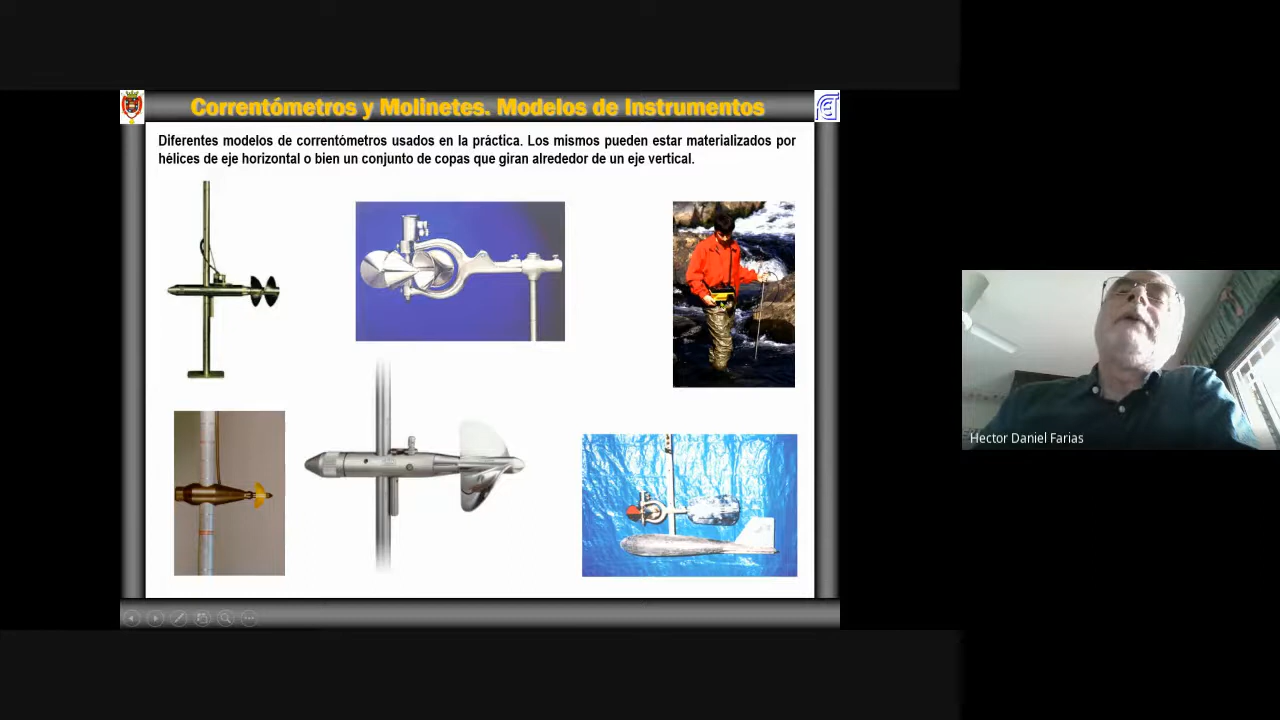 Correntómetros y Molinetes. Modelos de Instrumentos
Diferentes modelos de correntómetros usados en la práctica. Los mismos pueden estar materializados por
hélices de eje horizontal o bien un conjunto de copas que giran alrededor de un eje vertical.
Hector Daniel Farias